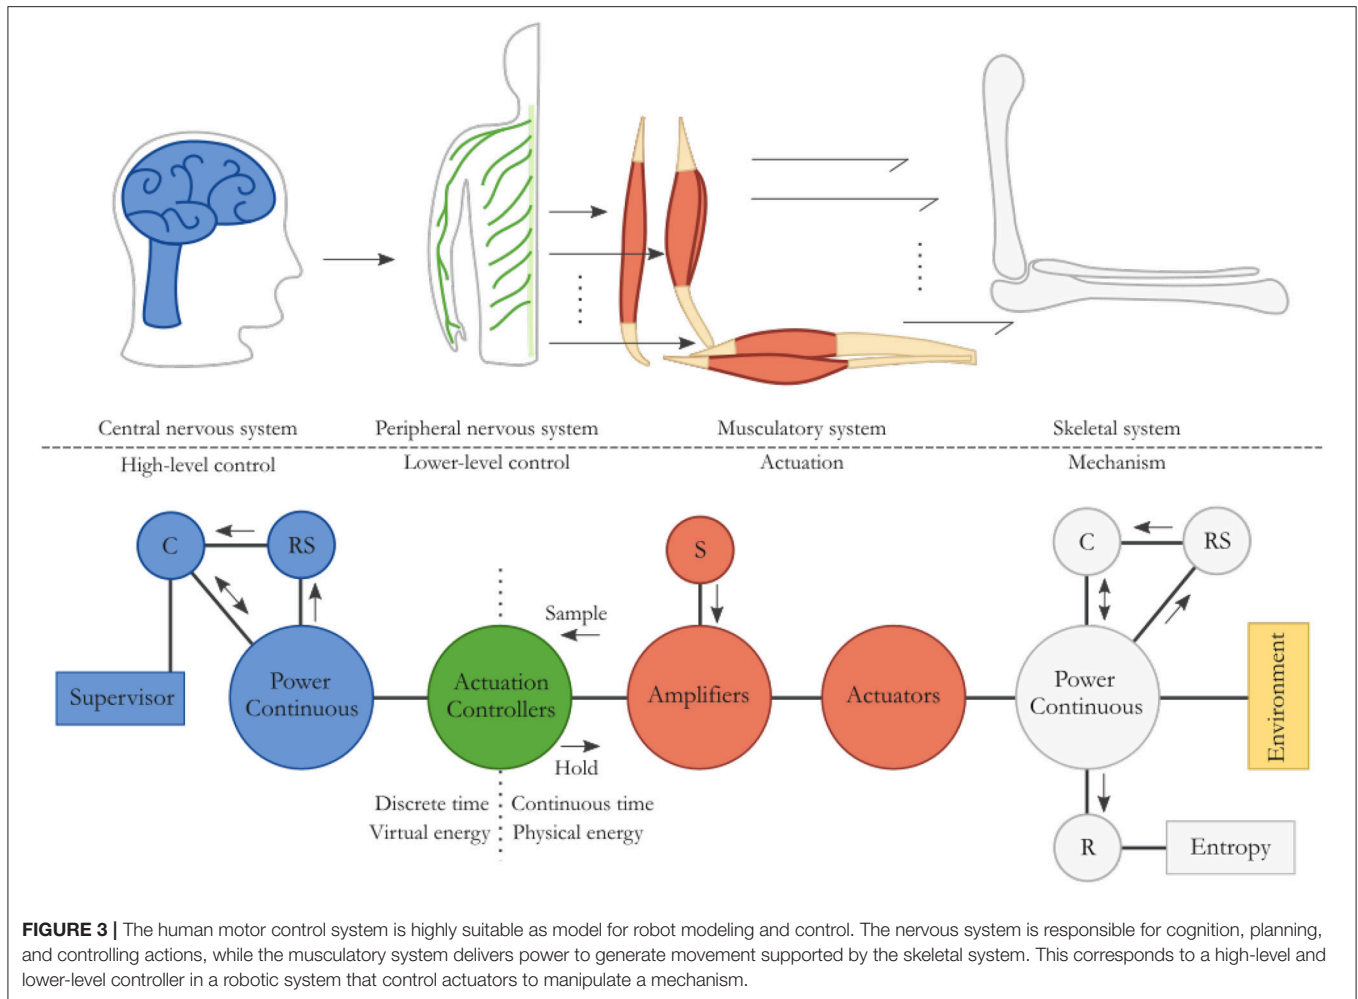 Central nervous system
Peripheral nervous system
Musculatory system
Skeletal system
High-level control
Lower-level control
Actuation
Mechanism
C
RS
S
C
RS
Sample
Supervisor
Power
Continuous
Actuation
Controllers
Amplifiers
Actuators
Power
Continuous
Environment
Hold
Discrete time
Continuous time
Virtual energy
Physical energy
R
Entropy
FIGURE 3 | The human motor control system is highly suitable as model for robot modeling and control. The nervous system is responsible for cognition, planning,
and controlling actions, while the musculatory system delivers power to generate movement supported by the skeletal system. This corresponds to a high-level and
lower-level controller in a robotic system that control actuators to manipulate a mechanism.